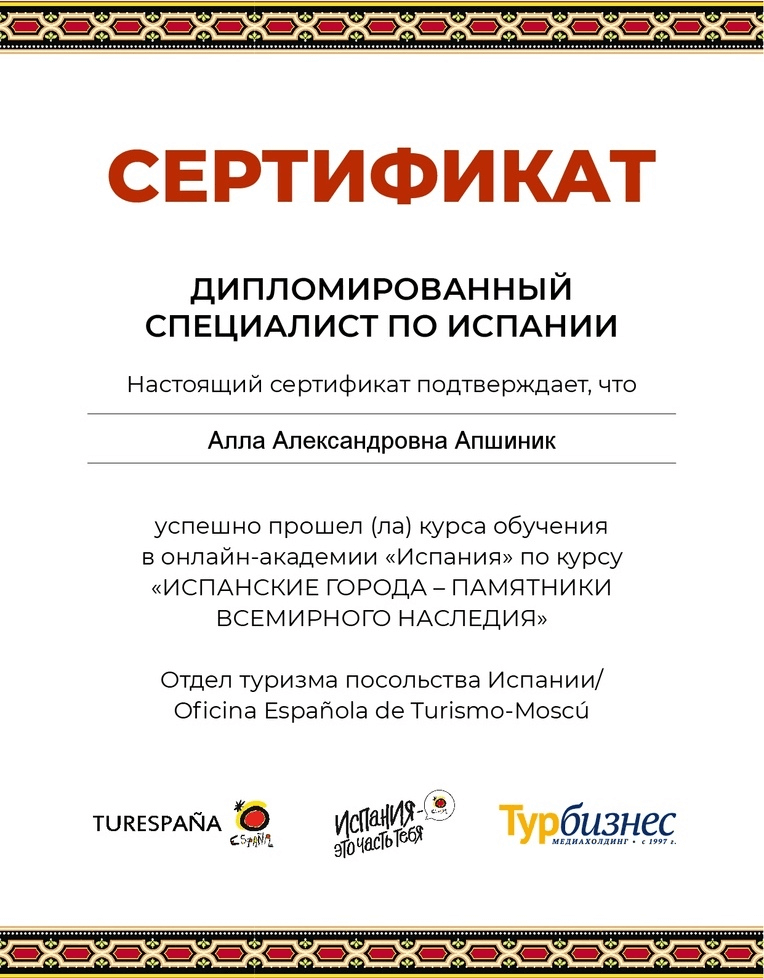 СЕРТИФИКАТ
ДИПЛОМИРОВАННЫЙ
СПЕЦИАЛИСТ ПО ИСПАНИИ
Настоящий сертификат подтверждает, что
Алла Александровна Апшиник
успешно прошел (ла) курса обучения
в онлайн-академии «Испания» по курсу
«ИСПАНСКИЕ ГОРОДА – ПАМЯТНИКИ
ВСЕМИРНОГО НАСЛЕДИЯ»
Отдел туризма посольства Испании/
Oficina Española de Turismo-Moscú
TURESPAÑA
ESPAÑA
ИСПАНИЯ-
ЭТО ЧАСТЬ ТЕБЯ
Турбизнес
МЕДИАХОЛДИНГ • с 1997 г.